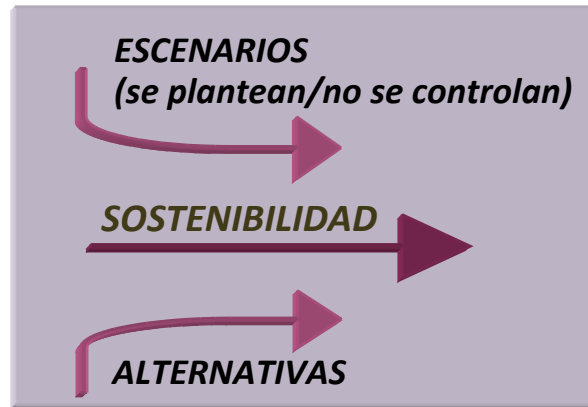 ESCENARIOS
(se plantean/no se controlan)
SOSTENIBILIDAD
ALTERNATIVAS